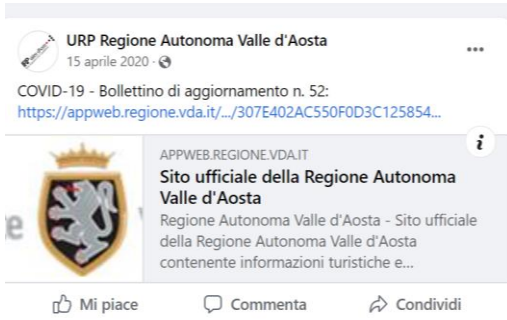 URP Regione Autonoma Valle d'Aosta
15 aprile 2020 ·
COVID-19 - Bollettino di aggiornamento n. 52:
https://appweb.regione.vda.it/.../307E402AC550F0D3C125854...
APPWEB.REGIONE.VDA.IT
Sito ufficiale della Regione Autonoma
Valle d'Aosta
Regione Autonoma Valle d'Aosta - Sito ufficiale
della Regione Autonoma Valle d'Aosta
contenente informazioni turistiche e...
Mi piace
Commenta
Condividi